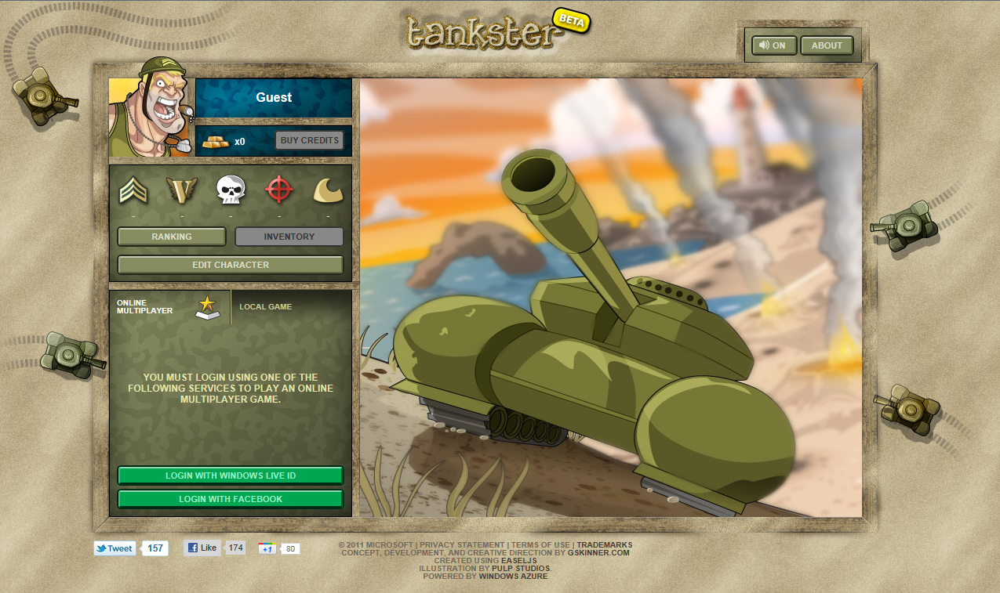 tankster
BETA
ON
ABOUT
Guest
x0
BUY CREDITS
- - - - -
RANKING
INVENTORY
EDIT CHARACTER
ONLINE
MULTIPLAYER
LOCAL GAME
YOU MUST LOGIN USING ONE OF THE
FOLLOWING SERVICES TO PLAY AN ONLINE
MULTIPLAYER GAME.
LOGIN WITH WINDOWS LIVE ID
LOGIN WITH FACEBOOK
Tweet
157
Like
174
+1
80
© 2011 MICROSOFT | PRIVACY STATEMENT | TERMS OF USE | TRADEMARKS
CONCEPT, DEVELOPMENT, AND CREATIVE DIRECTION BY GSKINNER.COM
CREATED USING EASELJS
ILLUSTRATION BY PULP STUDIOS.
POWERED BY WINDOWS AZURE